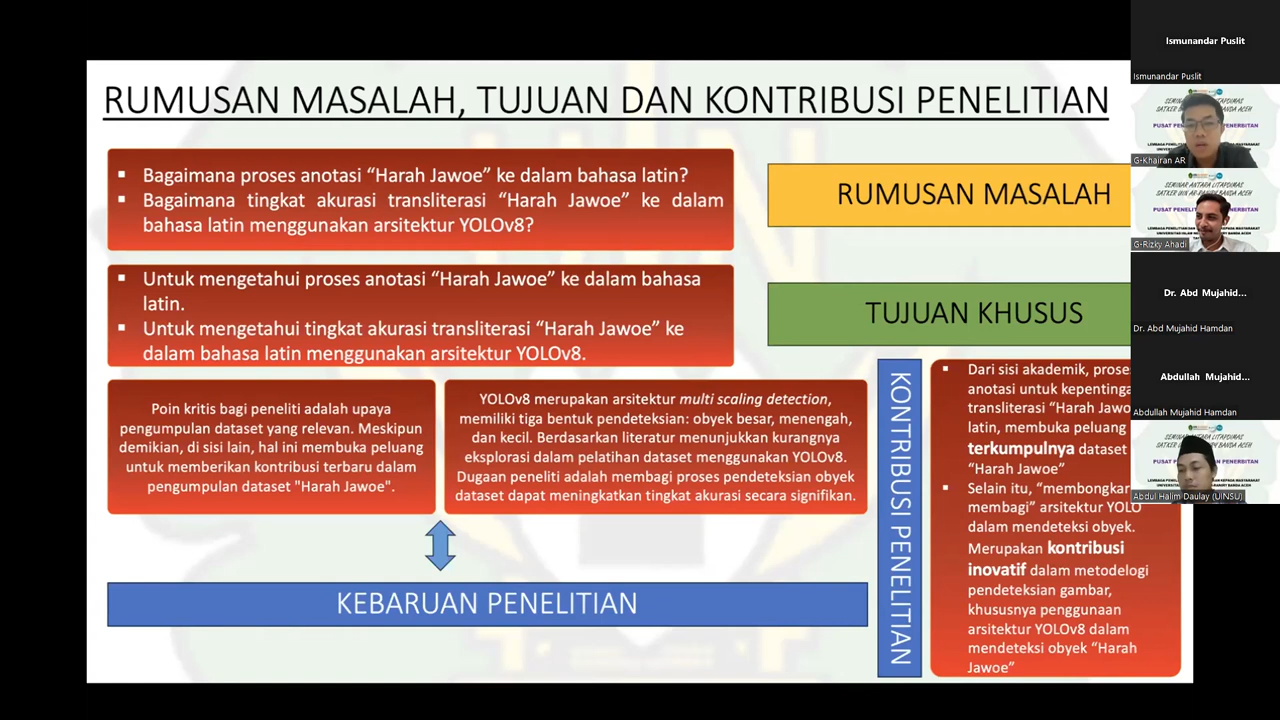 RUMUSAN MASALAH, TUJUAN DAN KONTRIBUSI PENELITIAN
▪ Bagaimana proses anotasi “Harah Jawoe” ke dalam bahasa latin?
▪ Bagaimana tingkat akurasi transliterasi “Harah Jawoe” ke dalam
bahasa latin menggunakan arsitektur YOLOv8?
RUMUSAN MASALAH
▪ Untuk mengetahui proses anotasi “Harah Jawoe” ke dalam bahasa
latin.
▪ Untuk mengetahui tingkat akurasi transliterasi “Harah Jawoe” ke
dalam bahasa latin menggunakan arsitektur YOLOv8.
TUJUAN KHUSUS
Poin kritis bagi peneliti adalah upaya
pengumpulan dataset yang relevan. Meskipun
demikian, di sisi lain, hal ini membuka peluang
untuk memberikan kontribusi terbaru dalam
pengumpulan dataset "Harah Jawoe".
YOLOv8 merupakan arsitektur multi scaling detection,
memiliki tiga bentuk pendeteksian: obyek besar, menengah,
dan kecil. Berdasarkan literatur menunjukkan kurangnya
eksplorasi dalam pelatihan dataset menggunakan YOLOv8.
Dugaan peneliti adalah membagi proses pendeteksian obyek
dataset dapat meningkatkan tingkat akurasi secara signifikan.
KEBARUAN PENELITIAN
KONTRIBUSI PENELITIAN
▪ Dari sisi akademik, proses
anotasi untuk kepentinga
transliterasi “Harah Jawo
latin, membuka peluang
terkumpulnya dataset
“Harah Jawoe”
▪ Selain itu, “membongkar
membagi” arsitektur YOLO
dalam mendeteksi obyek.
Merupakan kontribusi
inovatif dalam metodologi
pendeteksian gambar,
khususnya penggunaan
arsitektur YOLOv8 dalam
mendeteksi obyek “Harah
Jawoe”
Ismunandar Puslit
Ismunandar Puslit
G-Khairan AR
G-Rizky Ahadi
Dr. Abd Mujahid...
Dr. Abd Mujahid Hamdan
Abdullah Mujahid...
Abdullah Mujahid Hamdan
Abdul Halim Daulay (UINSU)